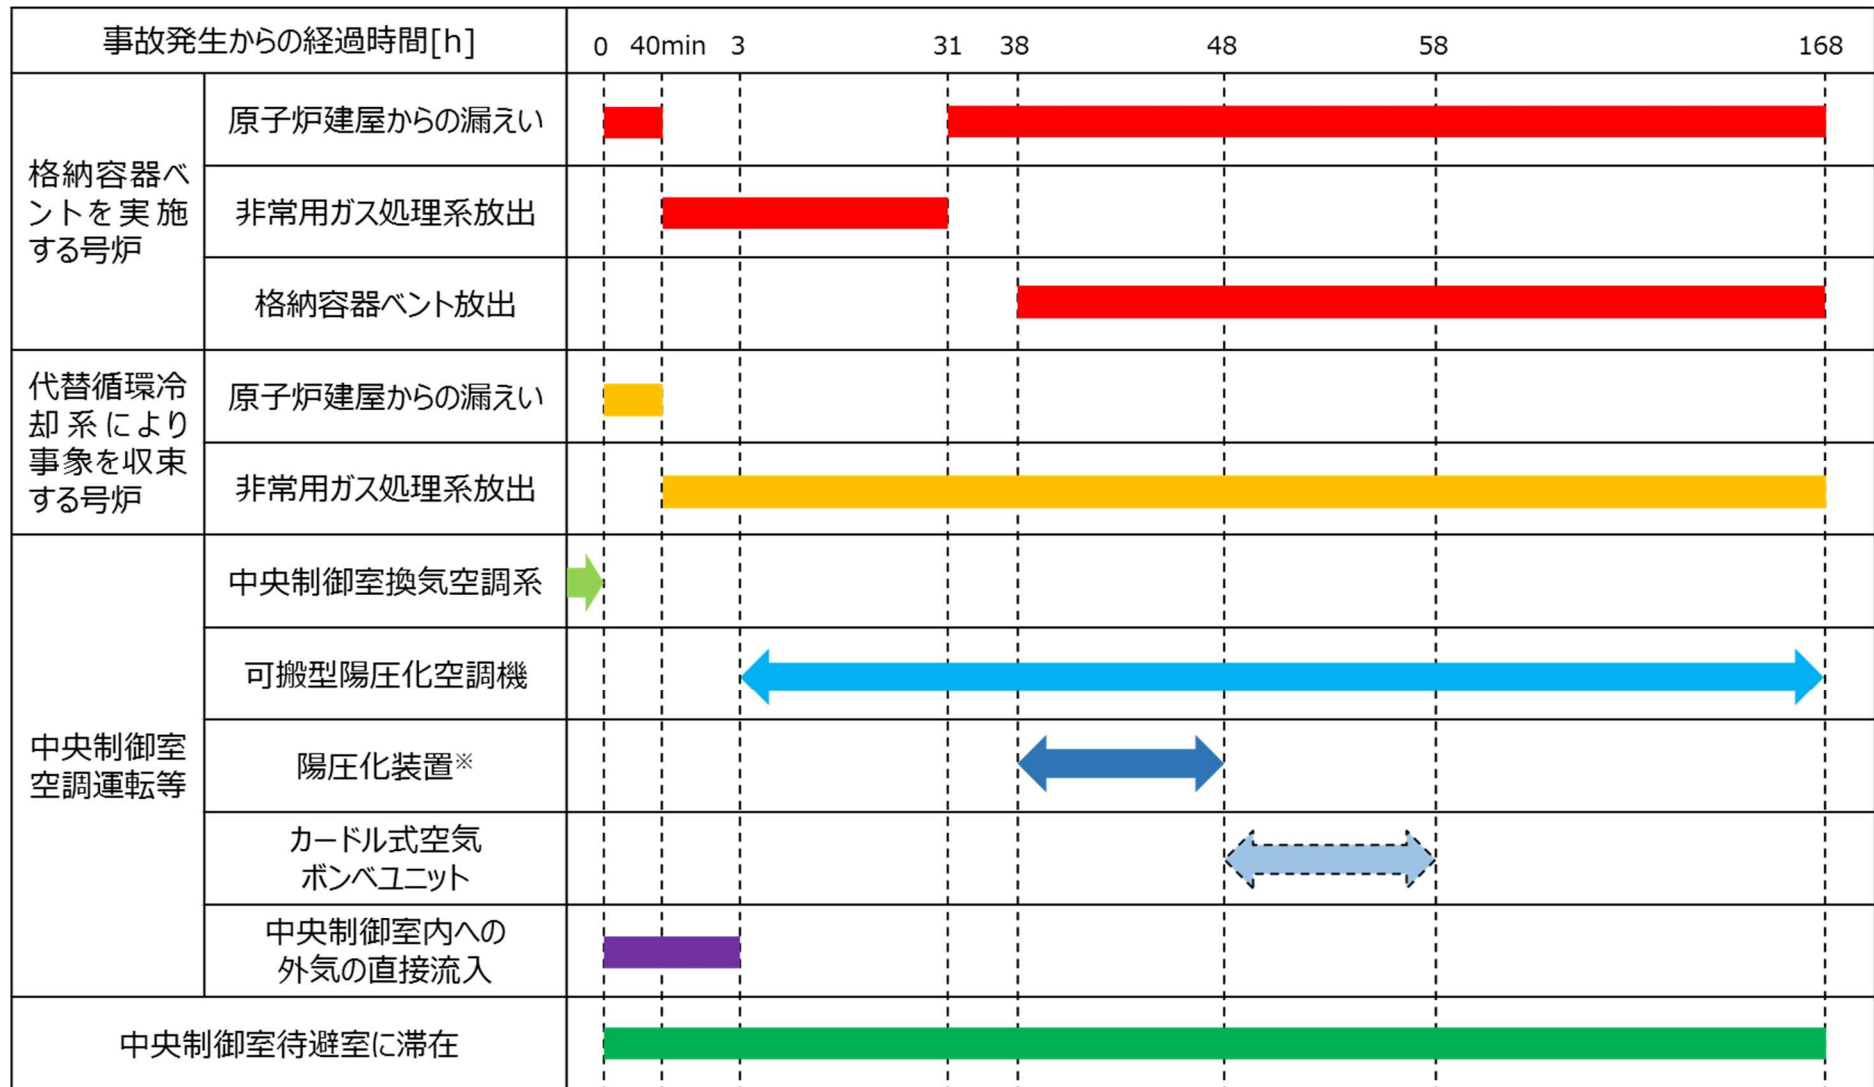 事故発生からの経過時間[h]
0 40min 3 31 38 48 58 168
格納容器ベ
ントを実施
する号炉
原子炉建屋からの漏えい
非常用ガス処理系放出
格納容器ベント放出
代替循環冷
却系により
事象を収束
する号炉
原子炉建屋からの漏えい
非常用ガス処理系放出
中央制御室
空調運転等
中央制御室換気空調系
可搬型陽圧化空調機
陽圧化装置※
カードル式空気
ボンベユニット
中央制御室内への
外気の直接流入
中央制御室待避室に滞在